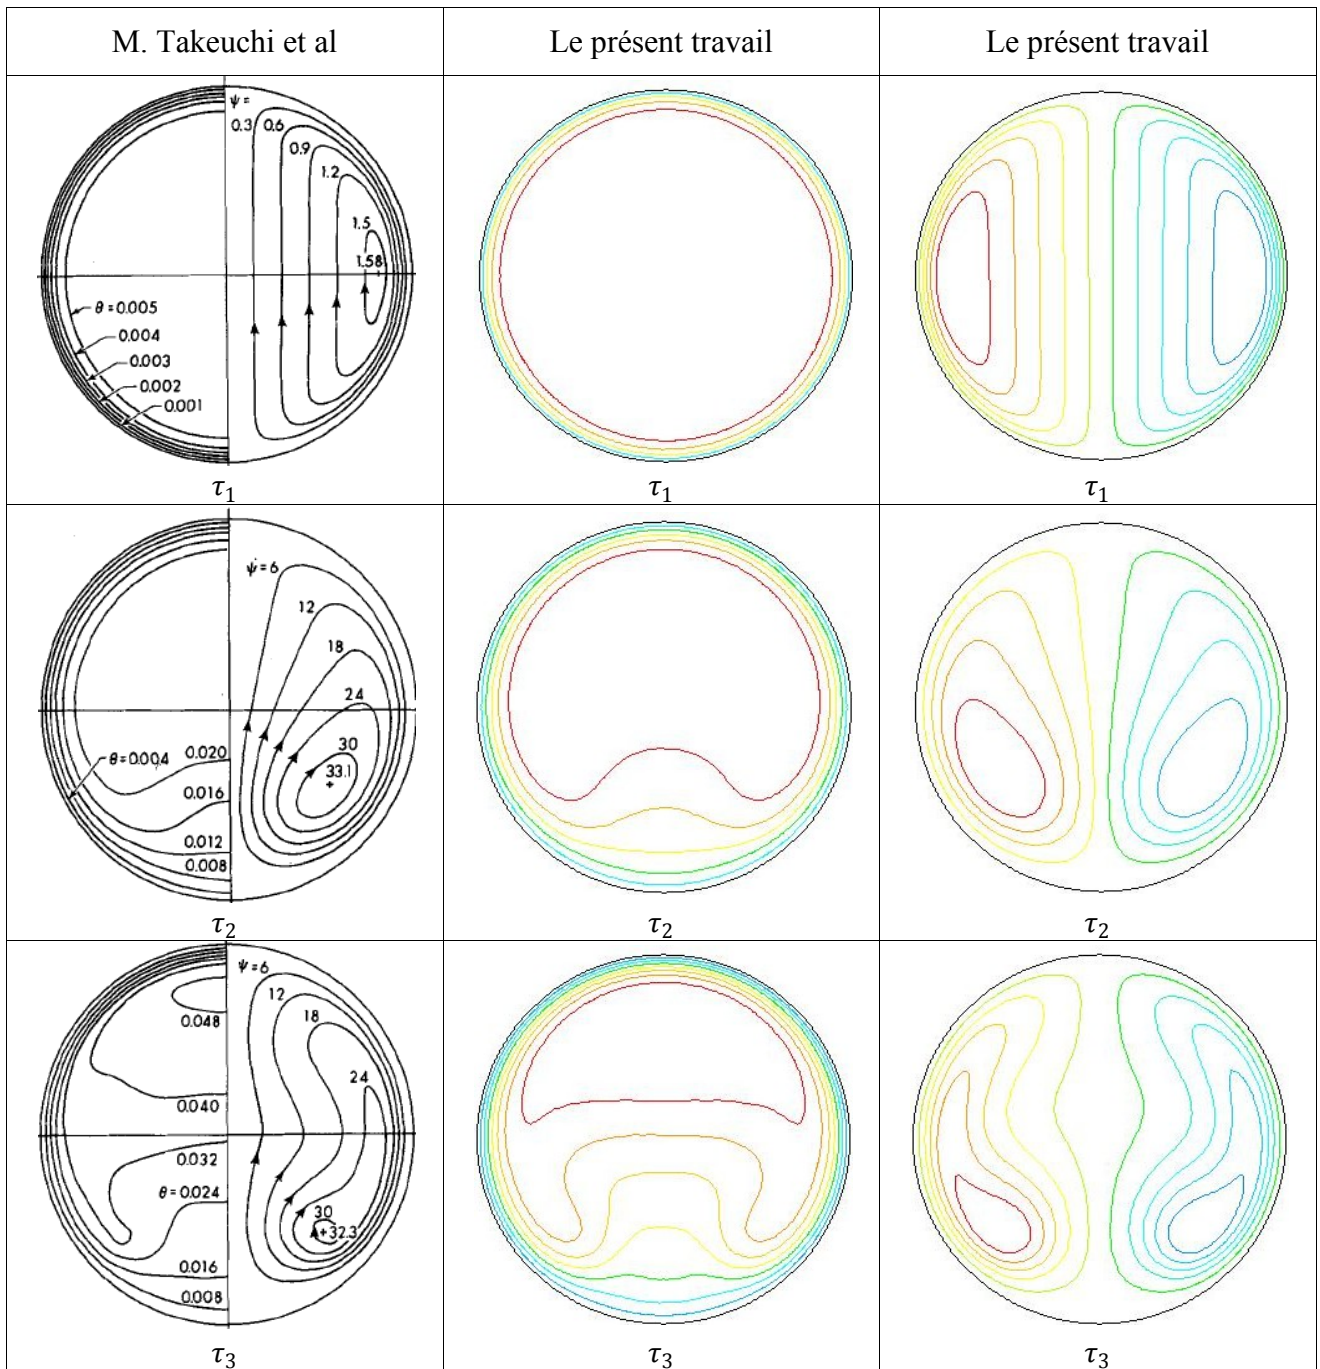 M. Takeuchi et al
Le présent travail
Le présent travail
ψ=
0.3 0.6
0.9
1.2
1.5
1.58
θ = 0.005
0.004
0.003
0.002
0.001
τ₁
τ₁
τ₁
ψ = 6
12
18
24
30
33.1
θ = 0.004
0.020
0.016
0.012
0.008
τ₂
τ₂
τ₂
ψ = 6
12
18
24
30
32.3
0.048
0.040
0.032
θ = 0.024
0.016
0.008
τ₃
τ₃
τ₃